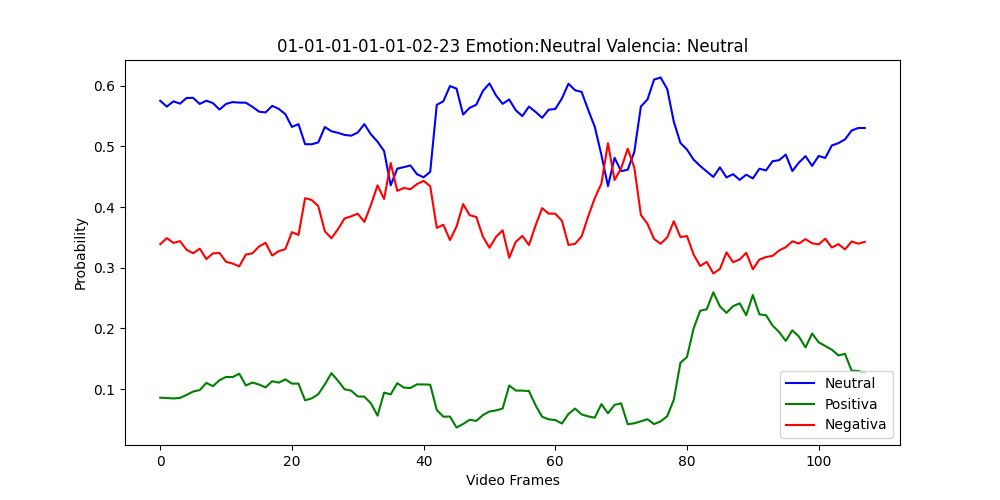 01-01-01-01-01-02-23 Emotion:Neutral Valencia: Neutral
Probability
0.6
0.5
0.4
0.3
0.2
0.1
Neutral
Positiva
Negativa
0 20 40 60 80 100
Video Frames